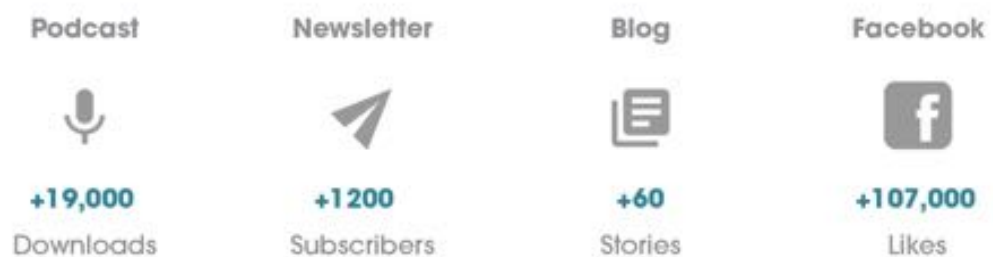 Podcast Newsletter Blog Facebook
f
+19,000 +1200 +60 +107,000
Downloads Subscribers Stories Likes